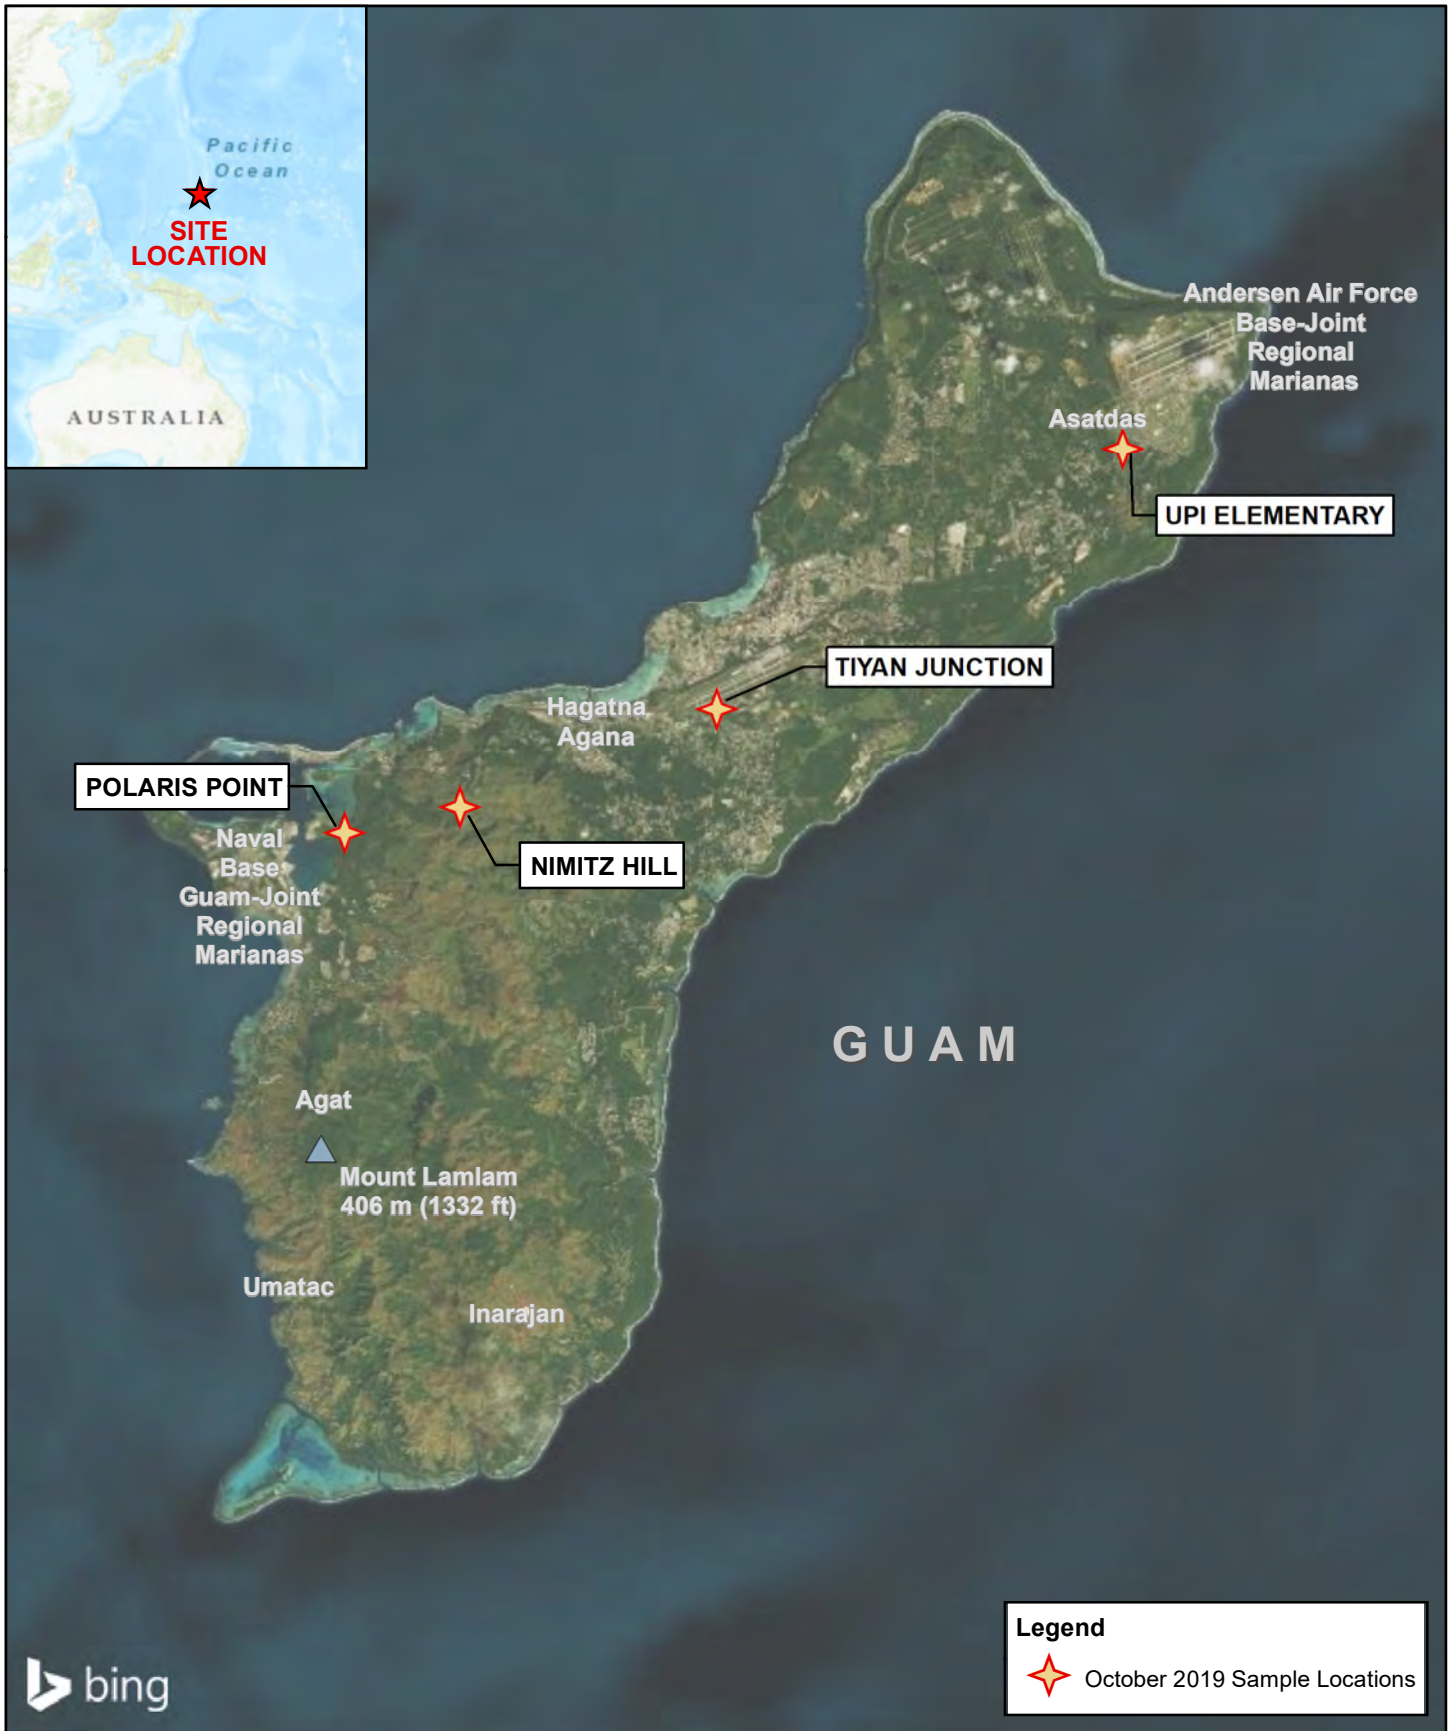 Pacific
Ocean
SITE
LOCATION
AUSTRALIA
Andersen Air Force
Base-Joint
Regional
Marianas
Asatdas
UPI ELEMENTARY
TIYAN JUNCTION
Hagatna
Agana
POLARIS POINT
NIMITZ HILL
Naval
Base
Guam-Joint
Regional
Marianas
GUAM
Agat
Mount Lamlam
406 m (1332 ft)
Umatac
Inarajan
Legend
October 2019 Sample Locations
bing